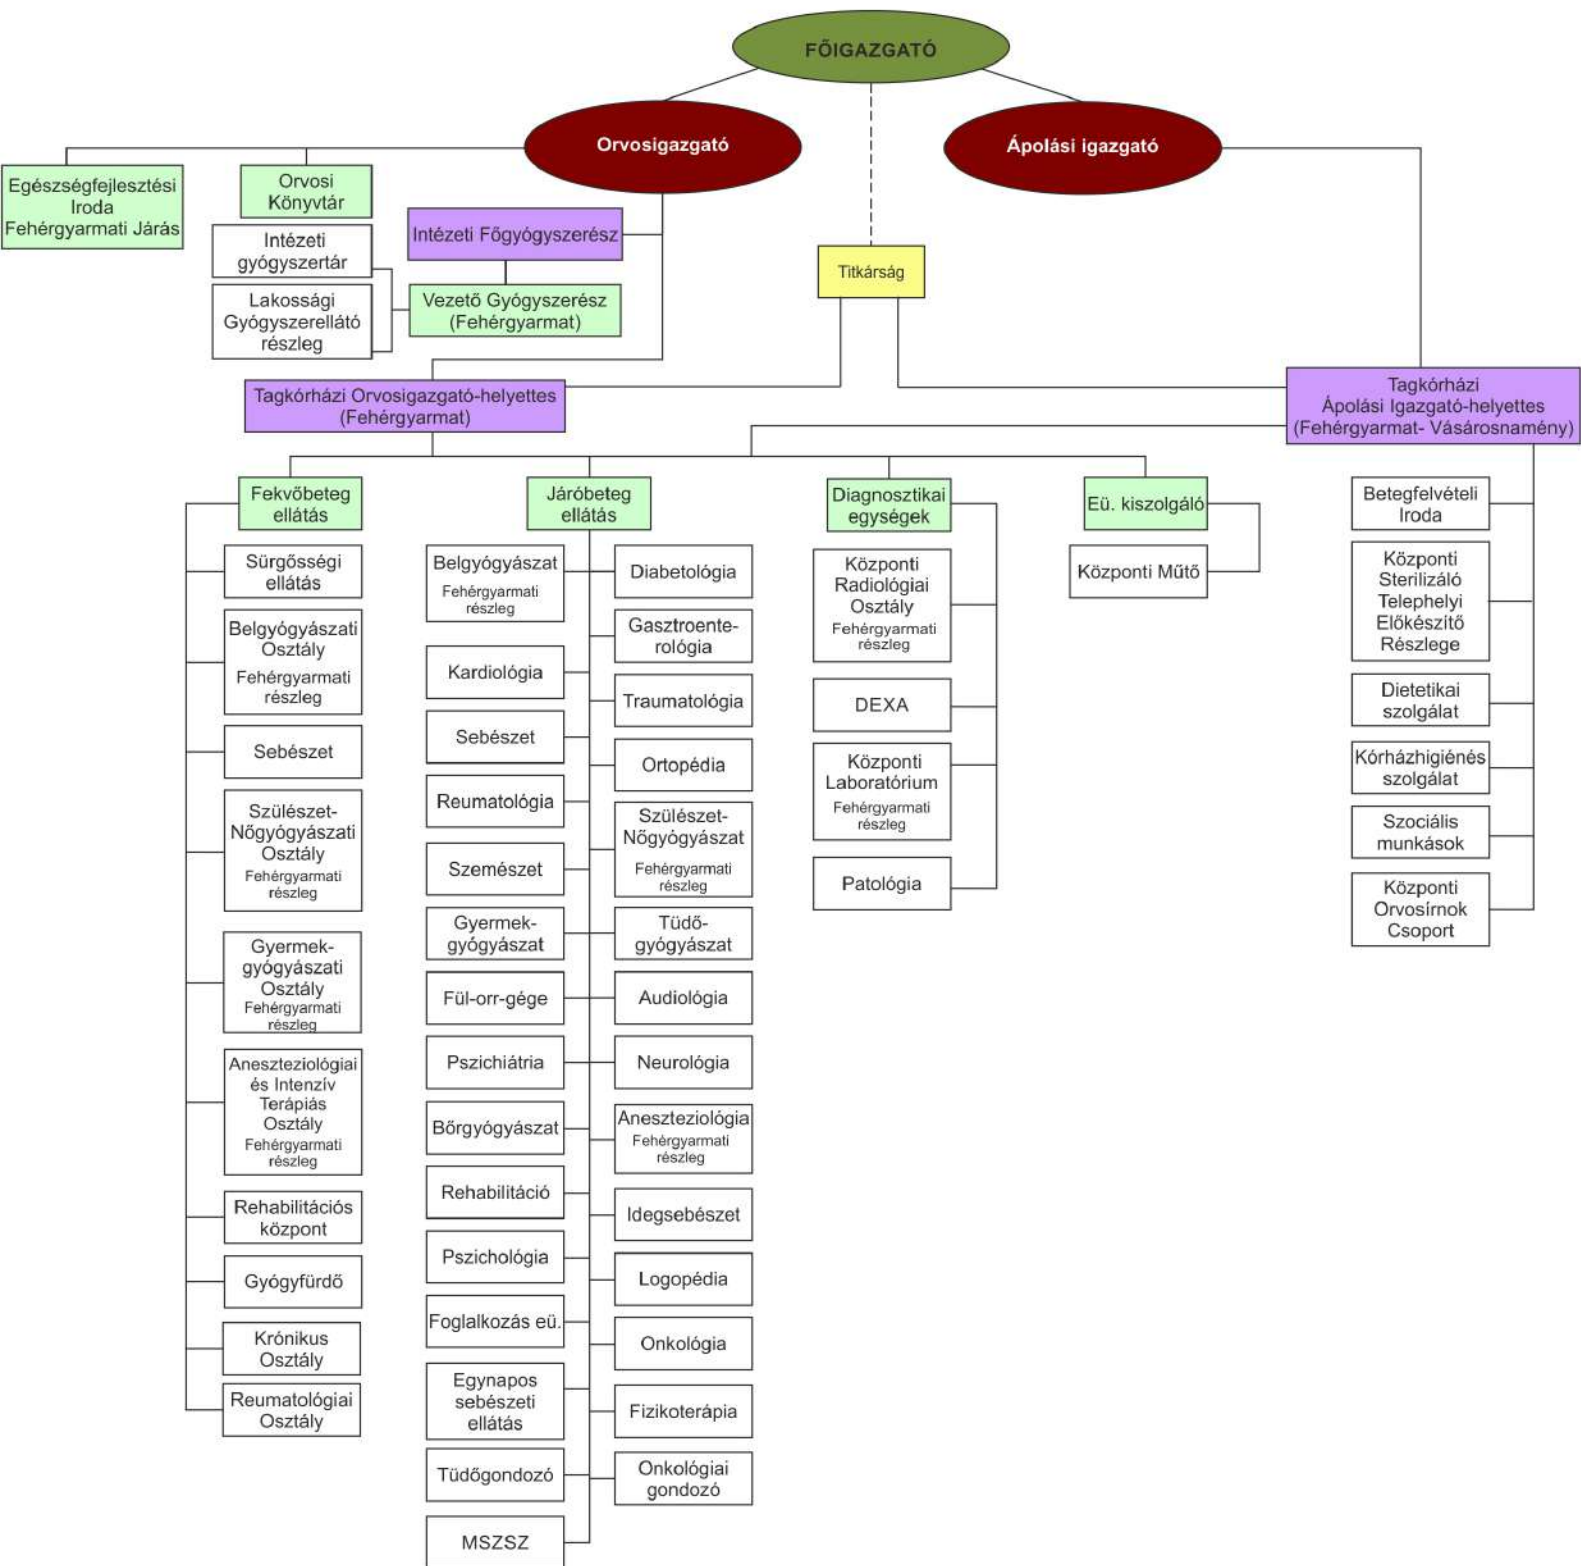 FŐIGAZGATÓ
Orvosigazgató
Ápolási igazgató
Egészségfejlesztési
Iroda
Fehérgyarmati Járás
Orvosi
Könyvtár
Intézeti
gyógyszertár
Lakossági
Gyógyszerellátó
részleg
Intézeti Főgyógyszerész
Vezető Gyógyszerész
(Fehérgyarmat)
Titkárság
Tagkórházi Orvosigazgató-helyettes
(Fehérgyarmat)
Tagkórházi
Ápolási Igazgató-helyettes
(Fehérgyarmat- Vásárosnamény)
Fekvőbeteg
ellátás
Sürgősségi
ellátás
Belgyógyászati
Osztály
Fehérgyarmati
részleg
Sebészet
Szülészet-
Nőgyógyászati
Osztály
Fehérgyarmati
részleg
Gyermek-
gyógyászati
Osztály
Fehérgyarmati
részleg
Aneszteziológiai
és Intenzív
Terápiás
Osztály
Fehérgyarmati
részleg
Rehabilitációs
központ
Gyógyfürdő
Krónikus
Osztály
Reumatológiai
Osztály
Járóbeteg
ellátás
Belgyógyászat
Fehérgyarmati
részleg
Kardiológia
Sebészet
Reumatológia
Szemészet
Gyermek-
gyógyászat
Fül-orr-gége
Pszichiátria
Bőrgyógyászat
Rehabilitáció
Pszichológia
Foglalkozás eü.
Egynapos
sebészeti
ellátás
Tüdőgondozó
MSZSZ
Diabetológia
Gasztroente-
rológia
Traumatológia
Ortopédia
Szülészet-
Nőgyógyászat
Fehérgyarmati
részleg
Tüdő-
gyógyászat
Audiológia
Neurológia
Aneszteziológia
Fehérgyarmati
részleg
Idegsebészet
Logopédia
Onkológia
Fizikoterápia
Onkológiai
gondozó
Diagnosztikai
egységek
Központi
Radiológiai
Osztály
Fehérgyarmati
részleg
DEXA
Központi
Laboratórium
Fehérgyarmati
részleg
Patológia
Eü. kiszolgáló
Központi Műtő
Betegfelvételi
Iroda
Központi
Sterilizáló
Telephelyi
Előkészítő
Részlege
Dietetikai
szolgálat
Kórházhigiénés
szolgálat
Szociális
munkások
Központi
Orvosírnok
Csoport